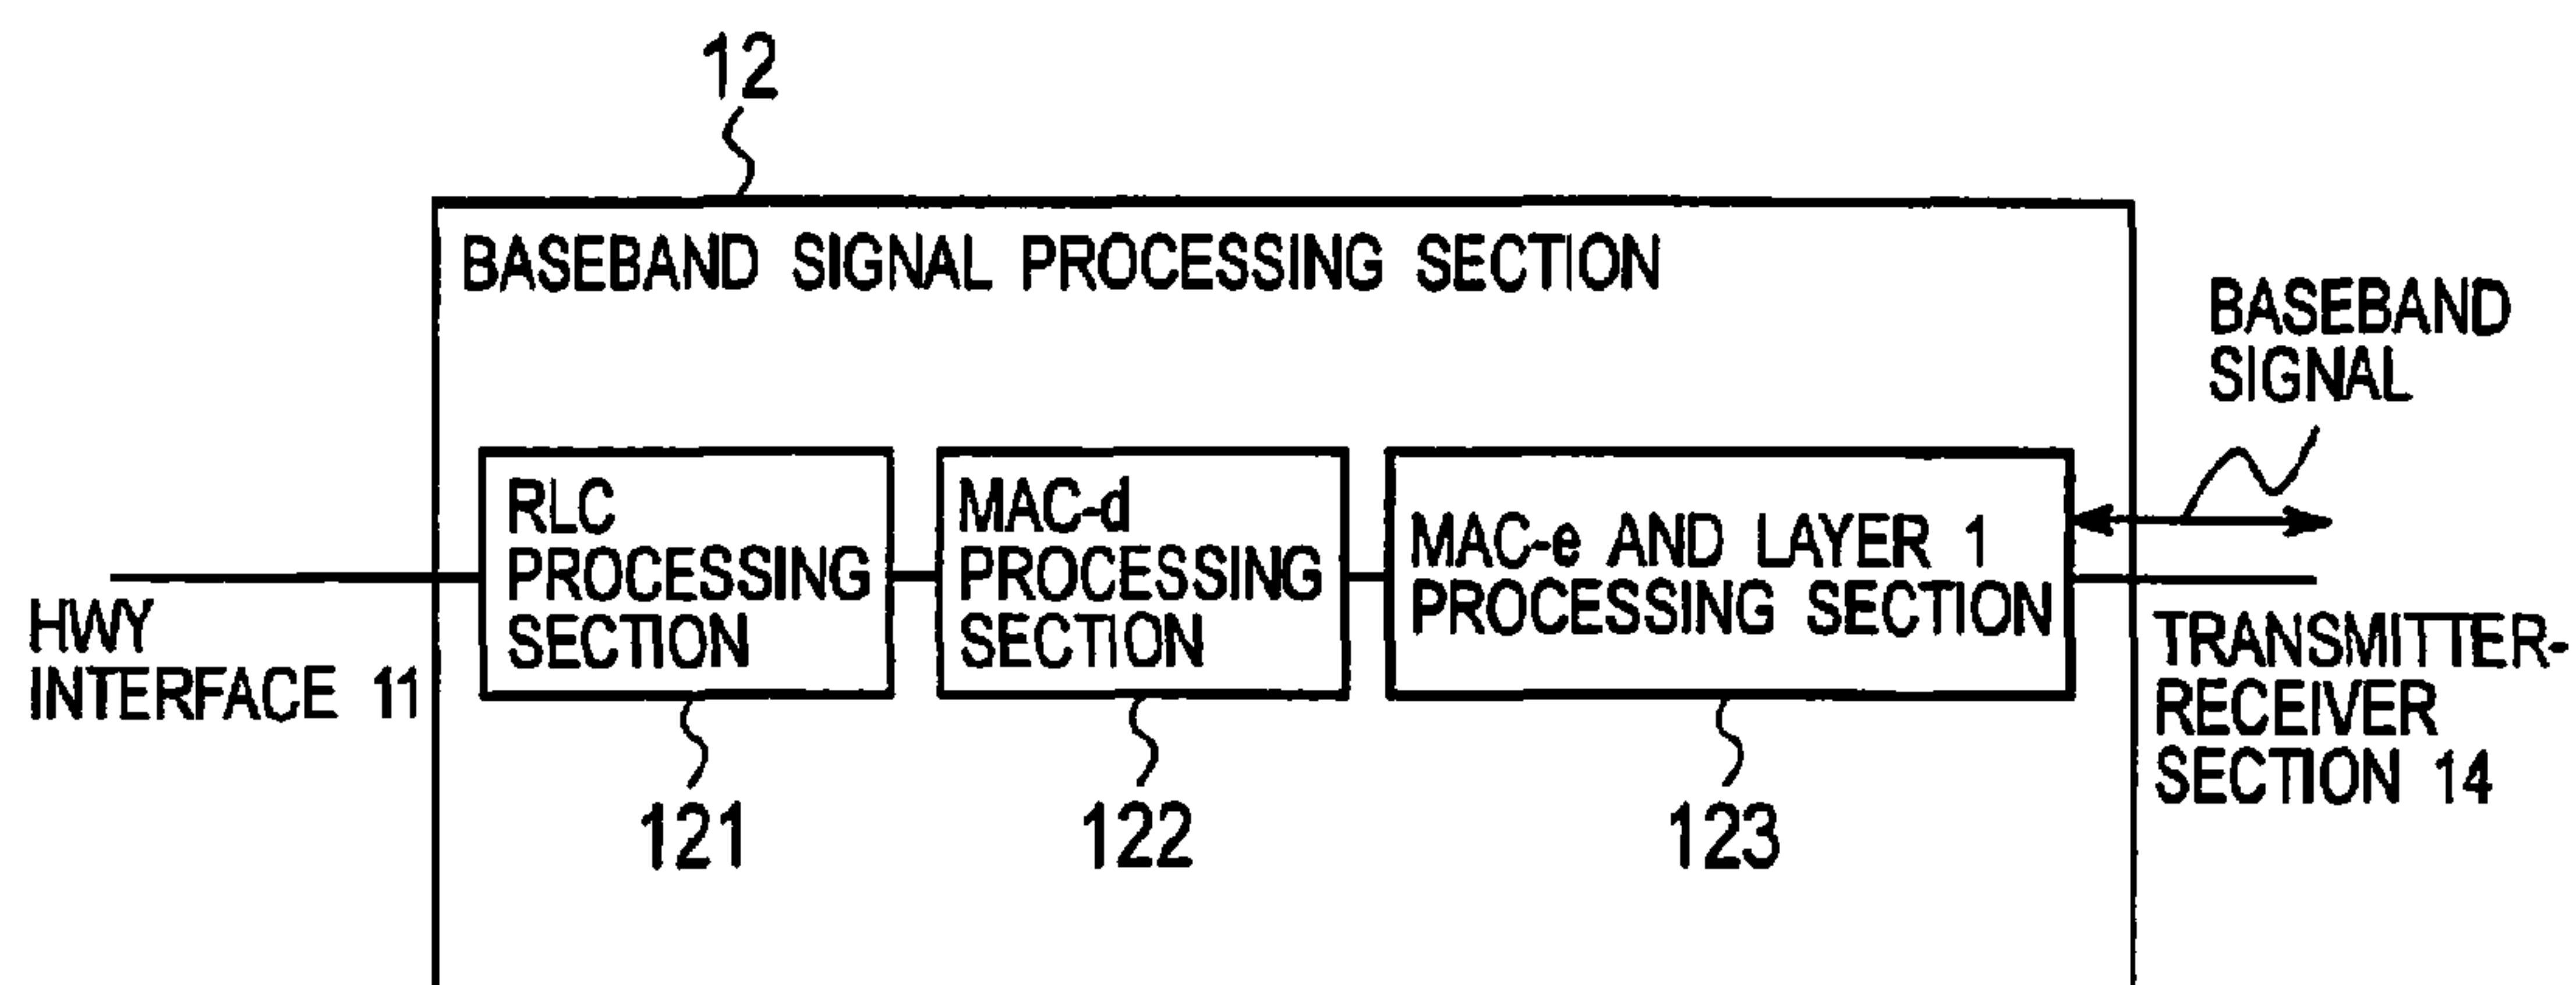 12
BASEBAND SIGNAL PROCESSING SECTION
BASEBAND
SIGNAL
RLC
PROCESSING
SECTION
MAC-d
PROCESSING
SECTION
MAC-e AND LAYER 1
PROCESSING SECTION
HWY
INTERFACE 11
TRANSMITTER-
RECEIVER
SECTION 14
121
122
123